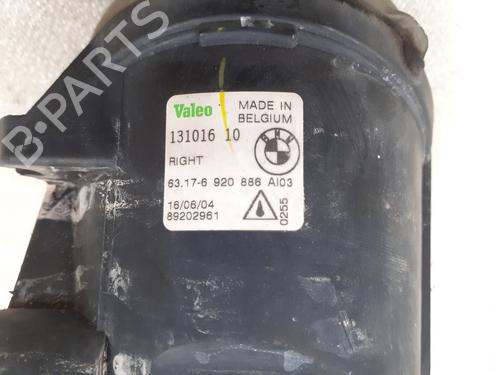 Valeo MADE IN BELGIUM
131016 10
BMW
RIGHT
63.17-6 920 886 AI03
16/06/04
89202961
0255
B-PARTS